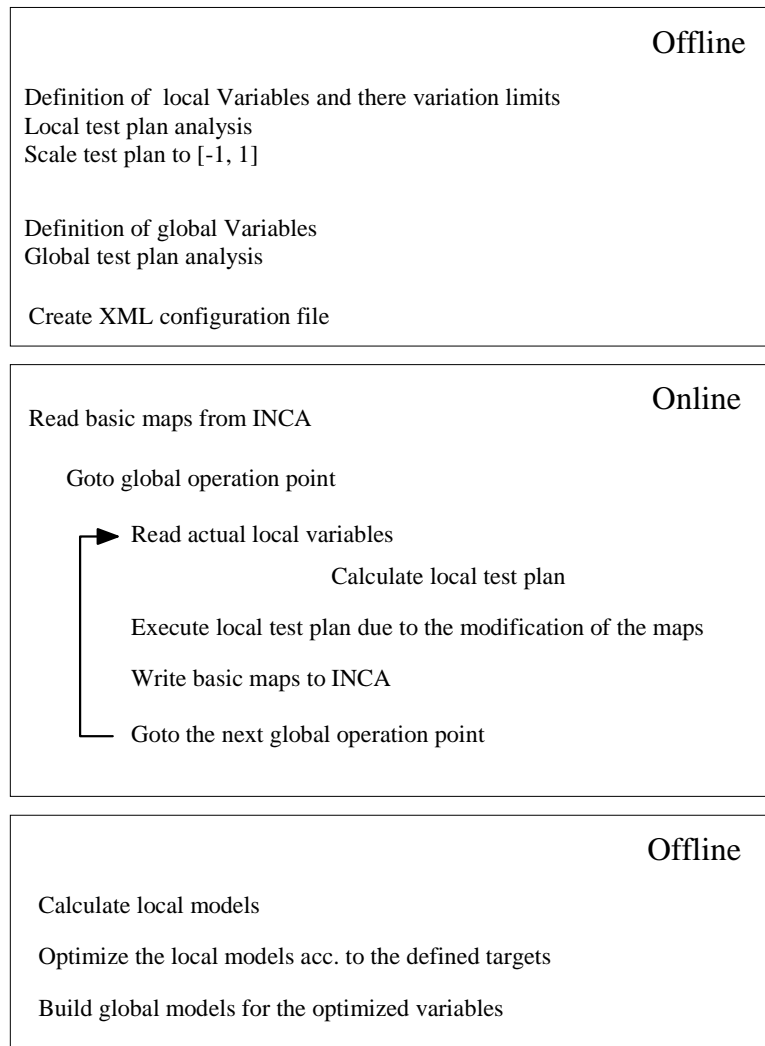 Offline
Definition of local Variables and there variation limits
Local test plan analysis
Scale test plan to [-1, 1]
Definition of global Variables
Global test plan analysis
Create XML configuration file
Online
Read basic maps from INCA
Goto global operation point
Read actual local variables
Calculate local test plan
Execute local test plan due to the modification of the maps
Write basic maps to INCA
Goto the next global operation point
Offline
Calculate local models
Optimize the local models acc. to the defined targets
Build global models for the optimized variables